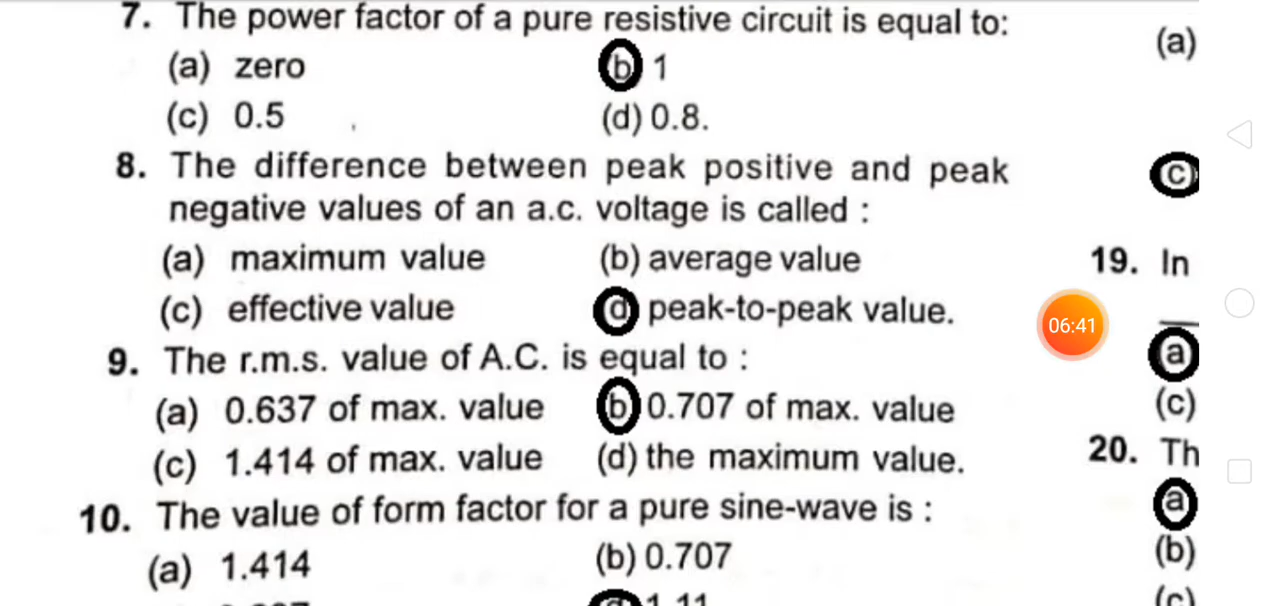 7. The power factor of a pure resistive circuit is equal to:
(a) zero (b) 1
(c) 0.5 (d) 0.8.
8. The difference between peak positive and peak
negative values of an a.c. voltage is called :
(a) maximum value (b) average value
(c) effective value (d) peak-to-peak value.
9. The r.m.s. value of A.C. is equal to :
(a) 0.637 of max. value (b) 0.707 of max. value
(c) 1.414 of max. value (d) the maximum value.
10. The value of form factor for a pure sine-wave is :
(a) 1.414 (b) 0.707
1.11
(a)
(c)
19. In
(a)
(c)
20. Th
(a)
(b)
(c)
06:41